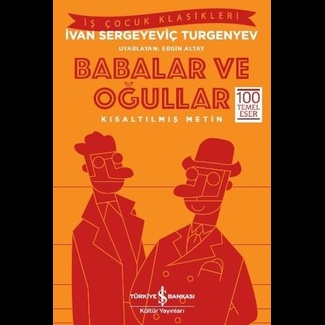 İŞ ÇOCUK KLASİKLERİ
İVAN SERGEYEVİÇ TURGENYEV
UYARLAYAN: ERGİN ALTAY
BABALAR VE
OĞULLAR
100
TEMEL
ESER
KISALTILMIŞ METİN
TÜRKİYE İŞ BANKASI
Kültür Yayınları